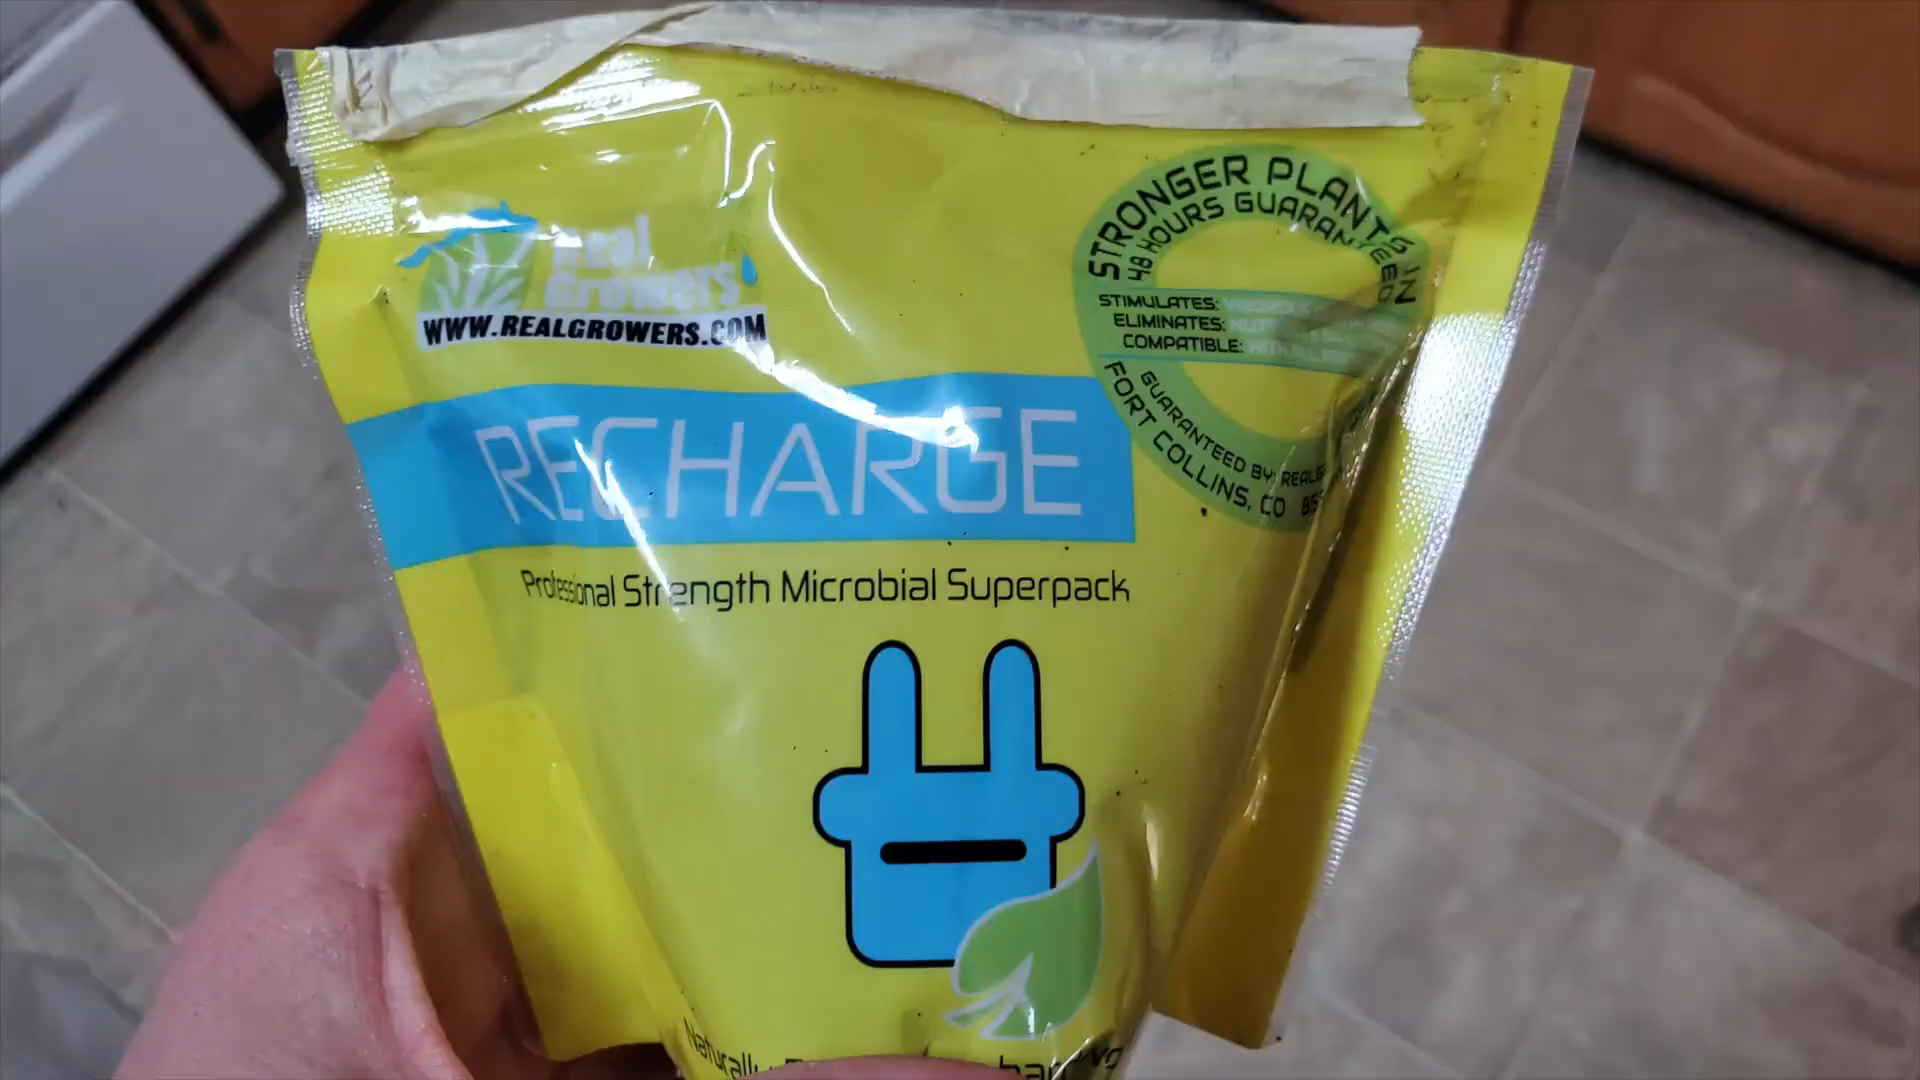 Real
Growers
WWW.REALGROWERS.COM
STRONGER PLANTS IN
48 HOURS GUARANTEED
STIMULATES:
ELIMINATES:
COMPATIBLE:
GUARANTEED BY:
FORT COLLINS, CO
RECHARGE
Professional Strength Microbial Superpack
Naturally